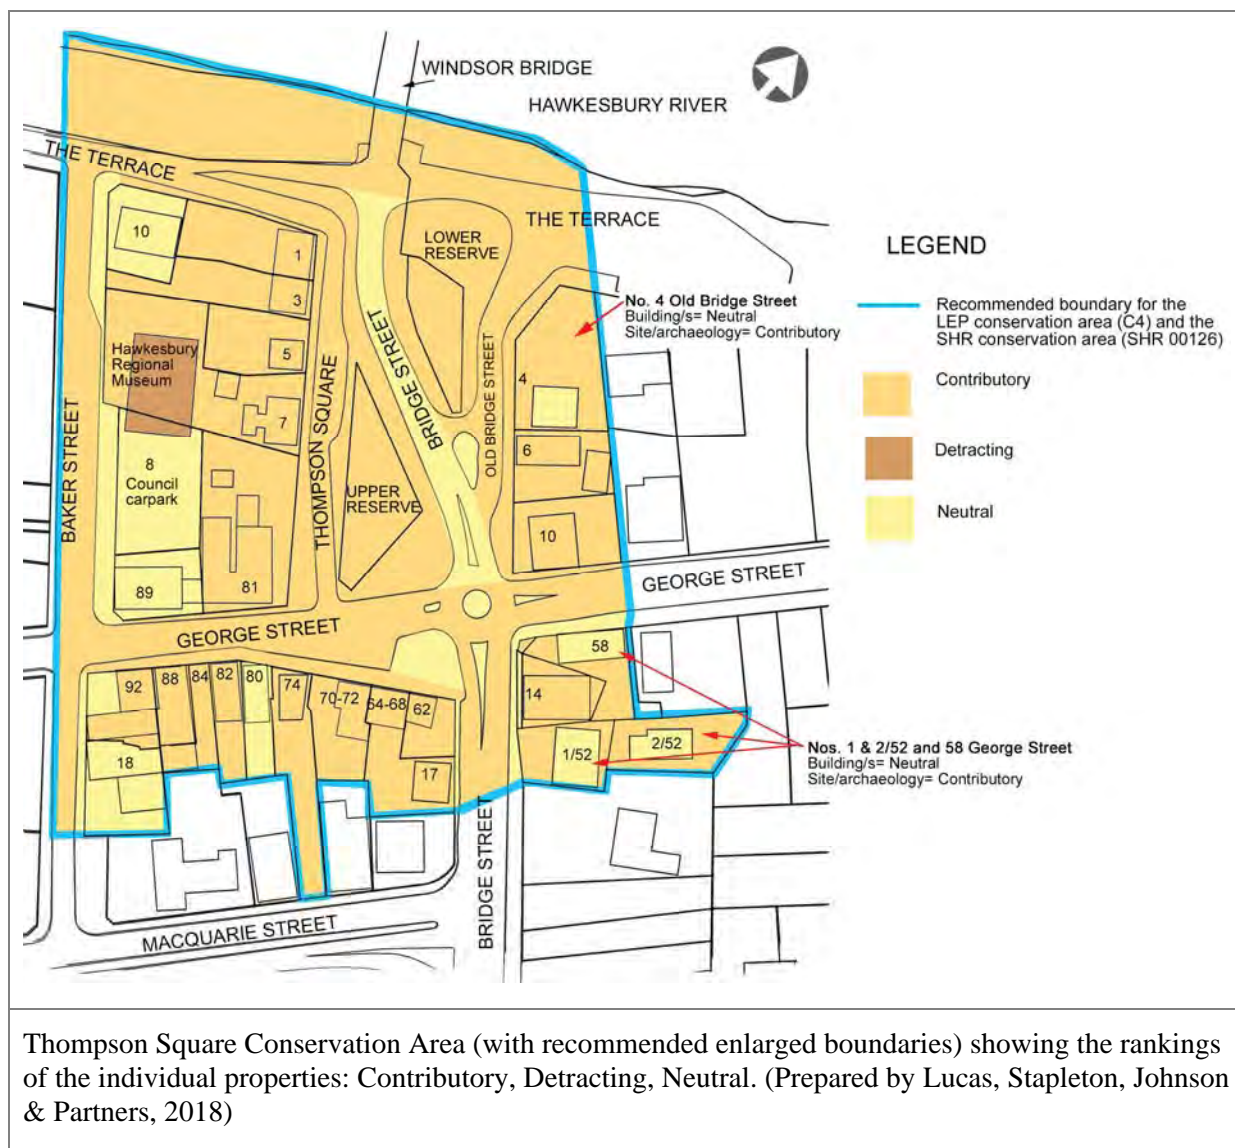 WINDSOR BRIDGE
HAWKESBURY RIVER
THE TERRACE
THE TERRACE
LOWER
RESERVE
10
1
3
Hawkesbury
Regional
Museum
5
7
8
Council
carpark
89
81
BAKER STREET
THOMPSON SQUARE
BRIDGE STREET
OLD BRIDGE STREET
UPPER
RESERVE
No. 4 Old Bridge Street
Building/s= Neutral
Site/archaeology= Contributory
4
6
10
GEORGE STREET
GEORGE STREET
92
88
84
82
80
74
70-72
64-68
62
18
17
58
14
1/52
2/52
Nos. 1 & 2/52 and 58 George Street
Building/s= Neutral
Site/archaeology= Contributory
BRIDGE STREET
MACQUARIE STREET
LEGEND
Recommended boundary for the
LEP conservation area (C4) and the
SHR conservation area (SHR 00126)
Contributory
Detracting
Neutral
Thompson Square Conservation Area (with recommended enlarged boundaries) showing the rankings
of the individual properties: Contributory, Detracting, Neutral. (Prepared by Lucas, Stapleton, Johnson
& Partners, 2018)